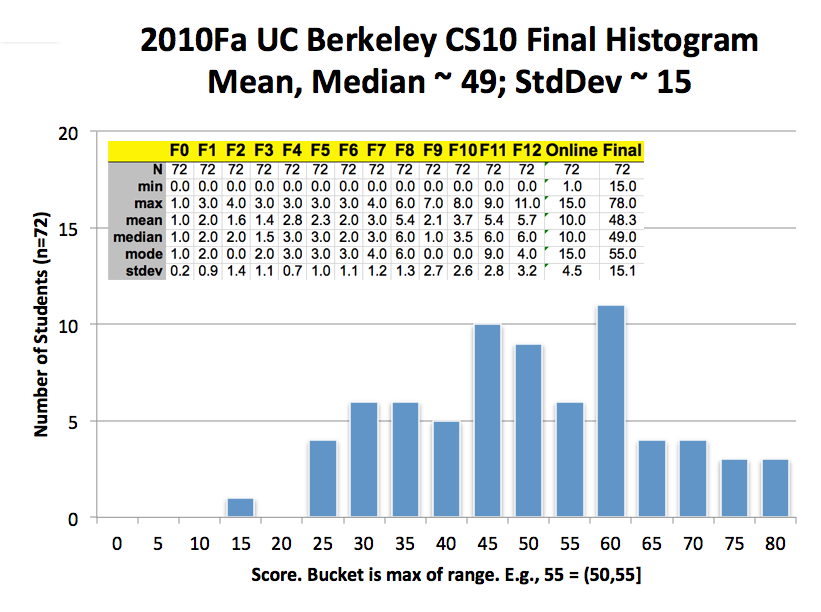 2010Fa UC Berkeley CS10 Final Histogram
Mean, Median ~ 49; StdDev ~ 15
F0 F1 F2 F3 F4 F5 F6 F7 F8 F9 F10 F11 F12 Online Final
N 72 72 72 72 72 72 72 72 72 72 72 72 72 72 72
min 0.0 0.0 0.0 0.0 0.0 0.0 0.0 0.0 0.0 0.0 0.0 0.0 0.0 1.0 15.0
max 1.0 3.0 4.0 3.0 3.0 3.0 3.0 4.0 6.0 7.0 8.0 9.0 11.0 15.0 78.0
mean 1.0 2.0 1.6 1.4 2.8 2.3 2.0 3.0 5.4 2.1 3.7 5.4 5.7 10.0 48.3
median 1.0 2.0 2.0 1.5 3.0 3.0 2.0 3.0 6.0 1.0 3.5 6.0 6.0 10.0 49.0
mode 1.0 2.0 0.0 2.0 3.0 3.0 3.0 4.0 6.0 0.0 0.0 9.0 4.0 15.0 55.0
stdev 0.2 0.9 1.4 1.1 0.7 1.0 1.1 1.2 1.3 2.7 2.6 2.8 3.2 4.5 15.1
Number of Students (n=72)
20
15
10
5
0
0 5 10 15 20 25 30 35 40 45 50 55 60 65 70 75 80
Score. Bucket is max of range. E.g., 55 = (50,55]